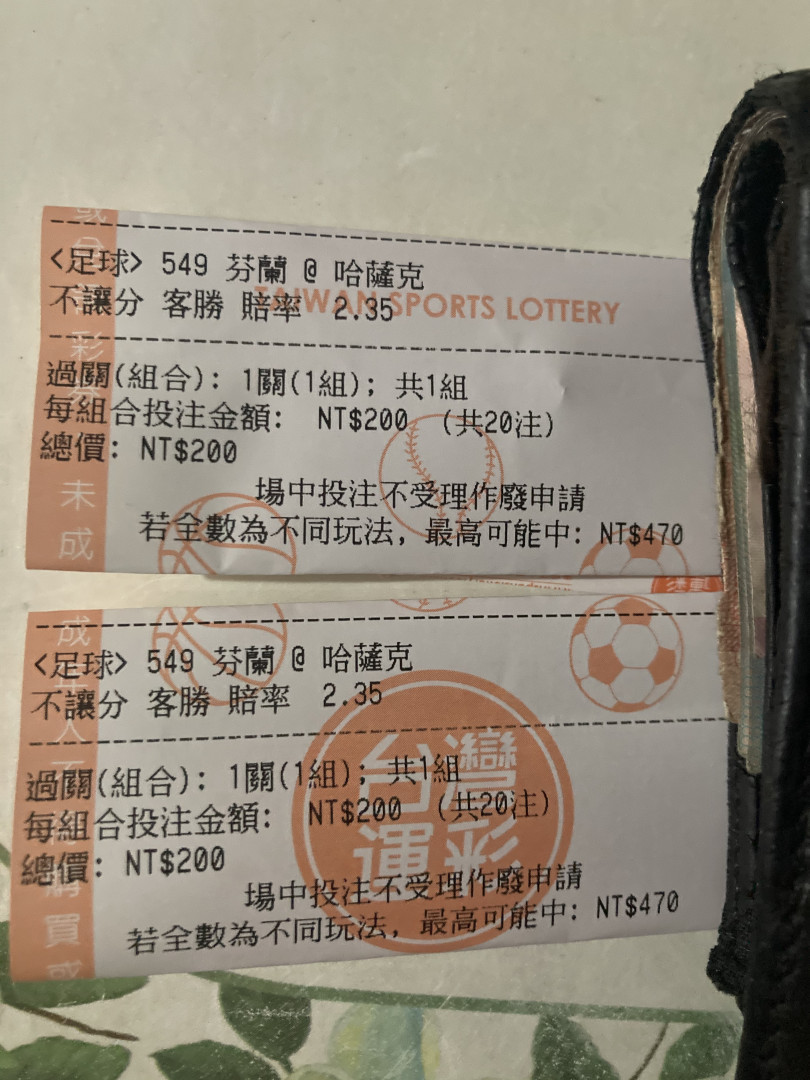 <足球> 549 芬蘭 @ 哈薩克
不讓分 客勝 賠率 2.35
TAIWAN SPORTS LOTTERY
過關(組合): 1關(1組); 共1組
每組合投注金額: NT$200 (共20注)
總價: NT$200
場中投注不受理作廢申請
若全數為不同玩法, 最高可能中: NT$470
未成
<足球> 549 芬蘭 @ 哈薩克
不讓分 客勝 賠率 2.35
過關(組合): 1關(1組); 共1組
每組合投注金額: NT$200 (共20注)
總價: NT$200
場中投注不受理作廢申請
若全數為不同玩法, 最高可能中: NT$470
台灣
運彩
成
人
購買或